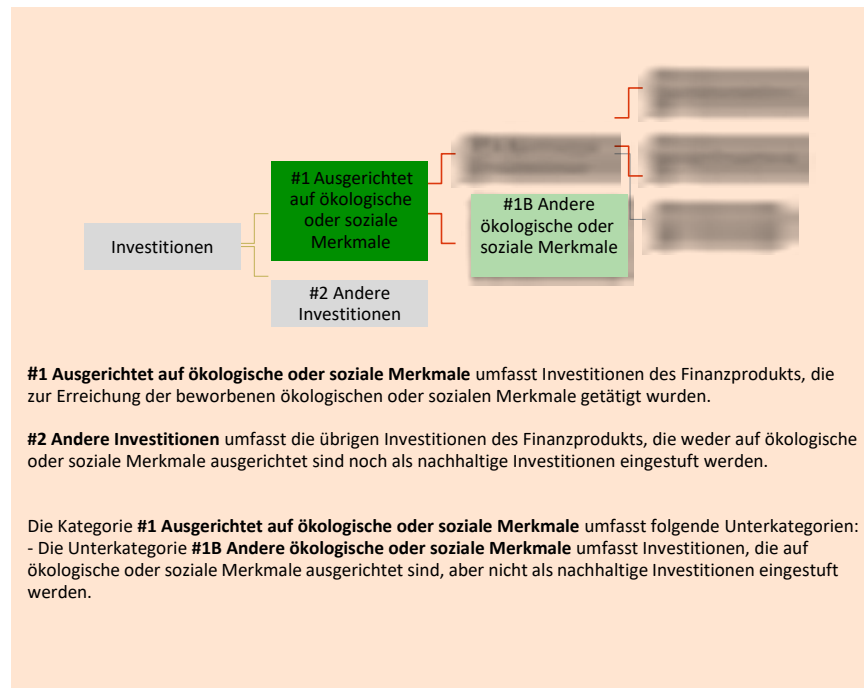 #1 Ausgerichtet
auf ökologische
oder soziale
Merkmale
#1B Andere
ökologische oder
soziale Merkmale
Investitionen
#2 Andere
Investitionen
#1 Ausgerichtet auf ökologische oder soziale Merkmale umfasst Investitionen des Finanzprodukts, die
zur Erreichung der beworbenen ökologischen oder sozialen Merkmale getätigt wurden.
#2 Andere Investitionen umfasst die übrigen Investitionen des Finanzprodukts, die weder auf ökologische
oder soziale Merkmale ausgerichtet sind noch als nachhaltige Investitionen eingestuft werden.
Die Kategorie #1 Ausgerichtet auf ökologische oder soziale Merkmale umfasst folgende Unterkategorien:
- Die Unterkategorie #1B Andere ökologische oder soziale Merkmale umfasst Investitionen, die auf
ökologische oder soziale Merkmale ausgerichtet sind, aber nicht als nachhaltige Investitionen eingestuft
werden.